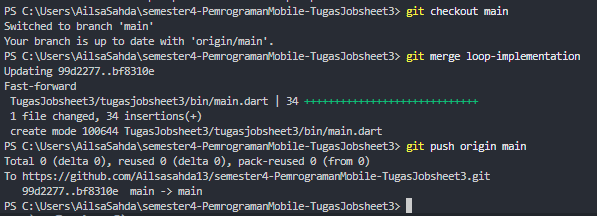 PS C:\Users\AilsaSahda\semester4-PemrogramanMobile-TugasJobsheet3> git checkout main
Switched to branch 'main'
Your branch is up to date with 'origin/main'.
PS C:\Users\AilsaSahda\semester4-PemrogramanMobile-TugasJobsheet3> git merge loop-implementation
Updating 99d2277..bf8310e
Fast-forward
 TugasJobsheet3/tugasjobsheet3/bin/main.dart | 34 ++++++++++++++++++++++++++++++
 1 file changed, 34 insertions(+)
 create mode 100644 TugasJobsheet3/tugasjobsheet3/bin/main.dart
PS C:\Users\AilsaSahda\semester4-PemrogramanMobile-TugasJobsheet3> git push origin main
Total 0 (delta 0), reused 0 (delta 0), pack-reused 0 (from 0)
To https://github.com/Ailsasahda13/semester4-PemrogramanMobile-TugasJobsheet3.git
   99d2277..bf8310e  main -> main
PS C:\Users\AilsaSahda\semester4-PemrogramanMobile-TugasJobsheet3>